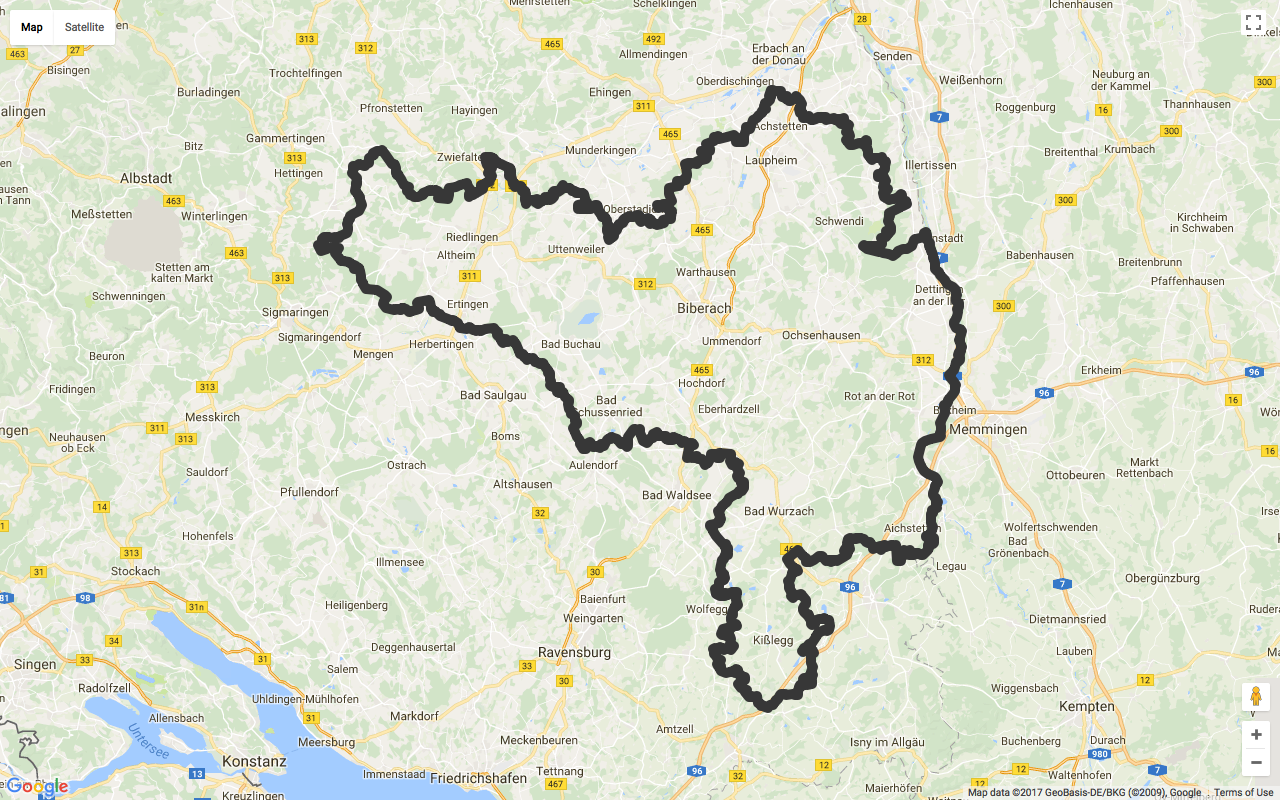 Mehrstetten
Schelklingen
Ichenhausen
Map
Satellite
28
313
312
465
492
Allmendingen
Erbach an
der Donau
Senden
463
27
Bisingen
Trochtelfingen
Oberdischingen
Weißenhorn
Neuburg an
der Kammel
300
Burladingen
Ehingen
Pfronstetten
Hayingen
311
7
Roggenburg
16
Thannhausen
Gammertingen
465
Achstetten
300
Bitz
313
Hettingen
Zwiefalten
Munderkingen
Laupheim
Illertissen
Breitenthal
Krumbach
Albstadt
463
300
Meßstetten
Winterlingen
Oberstadion
Schwendi
Kirchheim
in Schwaben
Riedlingen
465
463
Altheim
Uttenweiler
Babenhausen
Breitenbrunn
Stetten am
kalten Markt
313
311
312
Warthausen
Pfaffenhausen
Schwenningen
Dettingen
300
Sigmaringen
Ertingen
Biberach
Sigmaringendorf
Herbertingen
Bad Buchau
Ummendorf
Ochsenhausen
Beuron
Mengen
312
Erkheim
96
465
Hochdorf
96
Fridingen
313
Bad Saulgau
Bad
Schussenried
Eberhardzell
Rot an der Rot
16
Messkirch
311
313
Memmingen
Neuhausen
ob Eck
Boms
16
Sauldorf
Ostrach
Aulendorf
Ottobeuren
Markt
Rettenbach
Pfullendorf
Altshausen
Bad Waldsee
14
32
Bad Wurzach
Aichstetten
Wolfertschwenden
Hohenfels
Bad
Grönenbach
313
Illmensee
Legau
31
Stockach
30
96
7
Obergünzburg
98
31n
Heiligenberg
Baienfurt
Weingarten
Wolfegg
Dietmannsried
34
Deggenhausertal
Kißlegg
Lauben
33
31
Ravensburg
Singen
Salem
33
12
Radolfzell
30
Wiggensbach
Uhldingen-Mühlhofen
Kempten
Allensbach
31
Markdorf
Amtzell
Untersee
Meersburg
Meckenbeuren
Isny im Allgäu
Buchenberg
Durach
980
Konstanz
13
Immenstaad
Friedrichshafen
Tettnang
467
96
32
12
12
7
Waltenhofen
Google
Kreuzlingen
Maierhöfen
Map data ©2017 GeoBasis-DE/BKG (©2009), Google
Terms of Use